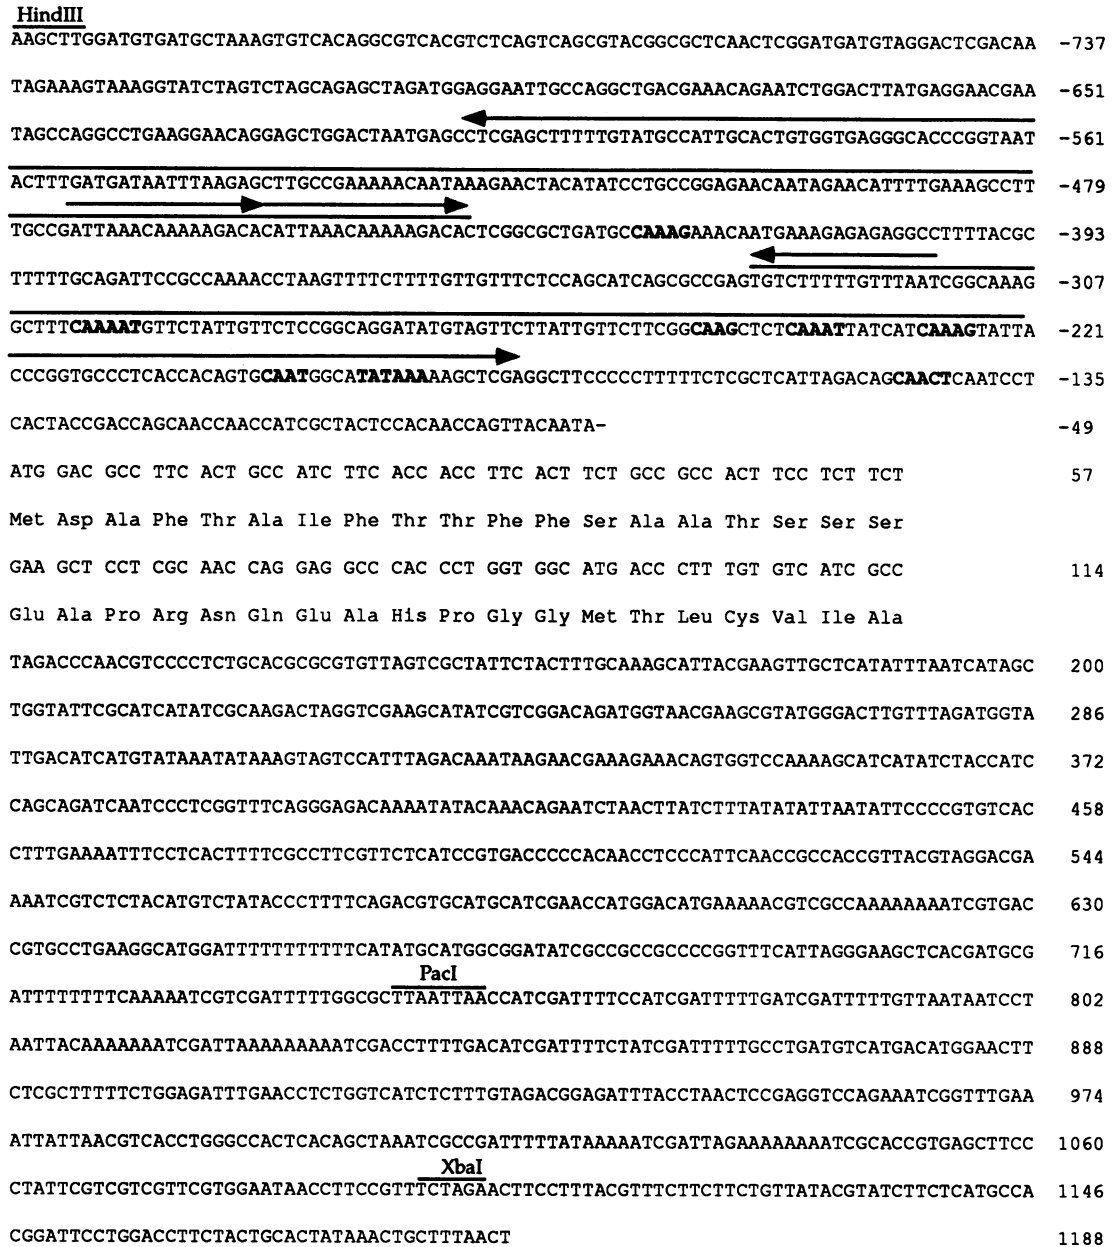 HindIII
AAGCTTGGATGTGATGCTAAAGTGTCACAGGCGTCACGTCTCAGTCAGCGTACGGCGCTCAACTCGGATGATGTAGGACTCGACAA -737
TAGAAAGTAAAGGTATCTAGTCTAGCAGAGCTAGATGGAGGAATTGCCAGGCTGACGAAACAGAATCTGGACTTATGAGGAACGAA -651
TAGCCAGGCCTGAAGGAACAGGAGCTGGACTAATGAGCCTCGAGCTTTTTGTATGCCATTGCACTGTGGTGAGGGCACCCGGTAAT -561
ACTTTGATGATAATTTAAGAGCTTGCCGAAAAACAATAAAGAACTACATATCCTGCCGGAGAACAATAGAACATTTTGAAAGCCTT -479
TGCCGATTAAACAAAAAGACACATTAAACAAAAAGACACTCGGCGCTGATGCCAAAGAAACAATGAAAGAGAGAGGCCTTTTACGC -393
TTTTTGCAGATTCCGCCAAAACCTAAGTTTTCTTTTGTTGTTTCTCCAGCATCAGCGCCGAGTGTCTTTTTGTTTAATCGGCAAAG -307
GCTTTCAAAATGTTCTATTGTTCTCCGGCAGGATATGTAGTTCTTATTGTTCTTCGGCAAGCTCTCAAATTATCATCAAAGTATTA -221
CCCGGTGCCCTCACCACAGTGCAATGGCATATAAAAAGCTCGAGGCTTCCCCCTTTTTCTCGCTCATTAGACAGCAACTCAATCCT -135
CACTACCGACCAGCAACCAACCATCGCTACTCCACAACCAGTTACAATA- -49
ATG GAC GCC TTC ACT GCC ATC TTC ACC ACC TTC ACT TCT GCC GCC ACT TCC TCT TCT 57
Met Asp Ala Phe Thr Ala Ile Phe Thr Thr Phe Phe Ser Ala Ala Thr Ser Ser Ser
GAA GCT CCT CGC AAC CAG GAG GCC CAC CCT GGT GGC ATG ACC CTT TGT GTC ATC GCC 114
Glu Ala Pro Arg Asn Gln Glu Ala His Pro Gly Gly Met Thr Leu Cys Val Ile Ala
TAGACCCAACGTCCCCTCTGCACGCGCGTGTTAGTCGCTATTCTACTTTGCAAAGCATTACGAAGTTGCTCATATTTAATCATAGC 200
TGGTATTCGCATCATATCGCAAGACTAGGTCGAAGCATATCGTCGGACAGATGGTAACGAAGCGTATGGGACTTGTTTAGATGGTA 286
TTGACATCATGTATAAATATAAAGTAGTCCATTTAGACAAATAAGAACGAAAGAAACAGTGGTCCAAAAGCATCATATCTACCATC 372
CAGCAGATCAATCCCTCGGTTTCAGGGAGACAAAATATACAAACAGAATCTAACTTATCTTTATATATTAATATTCCCCGTGTCAC 458
CTTTGAAAATTTCCTCACTTTTCGCCTTCGTTCTCATCCGTGACCCCCACAACCTCCCATTCAACCGCCACCGTTACGTAGGACGA 544
AAATCGTCTCTACATGTCTATACCCTTTTCAGACGTGCATGCATCGAACCATGGACATGAAAAACGTCGCCAAAAAAAATCGTGAC 630
CGTGCCTGAAGGCATGGATTTTTTTTTTTCATATGCATGGCGGATATCGCCGCCGCCCCGGTTTCATTAGGGAAGCTCACGATGCG 716
PacI
ATTTTTTTTCAAAAATCGTCGATTTTTGGCGCTTAATTAACCATCGATTTTCCATCGATTTTTGATCGATTTTTGTTAATAATCCT 802
AATTACAAAAAAATCGATTAAAAAAAAATCGACCTTTTGACATCGATTTTCTATCGATTTTTGCCTGATGTCATGACATGGAACTT 888
CTCGCTTTTTCTGGAGATTTGAACCTCTGGTCATCTCTTTGTAGACGGAGATTTACCTAACTCCGAGGTCCAGAAATCGGTTTGAA 974
ATTATTAACGTCACCTGGGCCACTCACAGCTAAATCGCCGATTTTTATAAAAATCGATTAGAAAAAAAATCGCACCGTGAGCTTCC 1060
XbaI
CTATTCGTCGTCGTTCGTGGAATAACCTTCCGTTTCTAGAACTTCCTTTACGTTTCTTCTTCTGTTATACGTATCTTCTCATGCCA 1146
CGGATTCCTGGACCTTCTACTGCACTATAAACTGCTTTAACT 1188